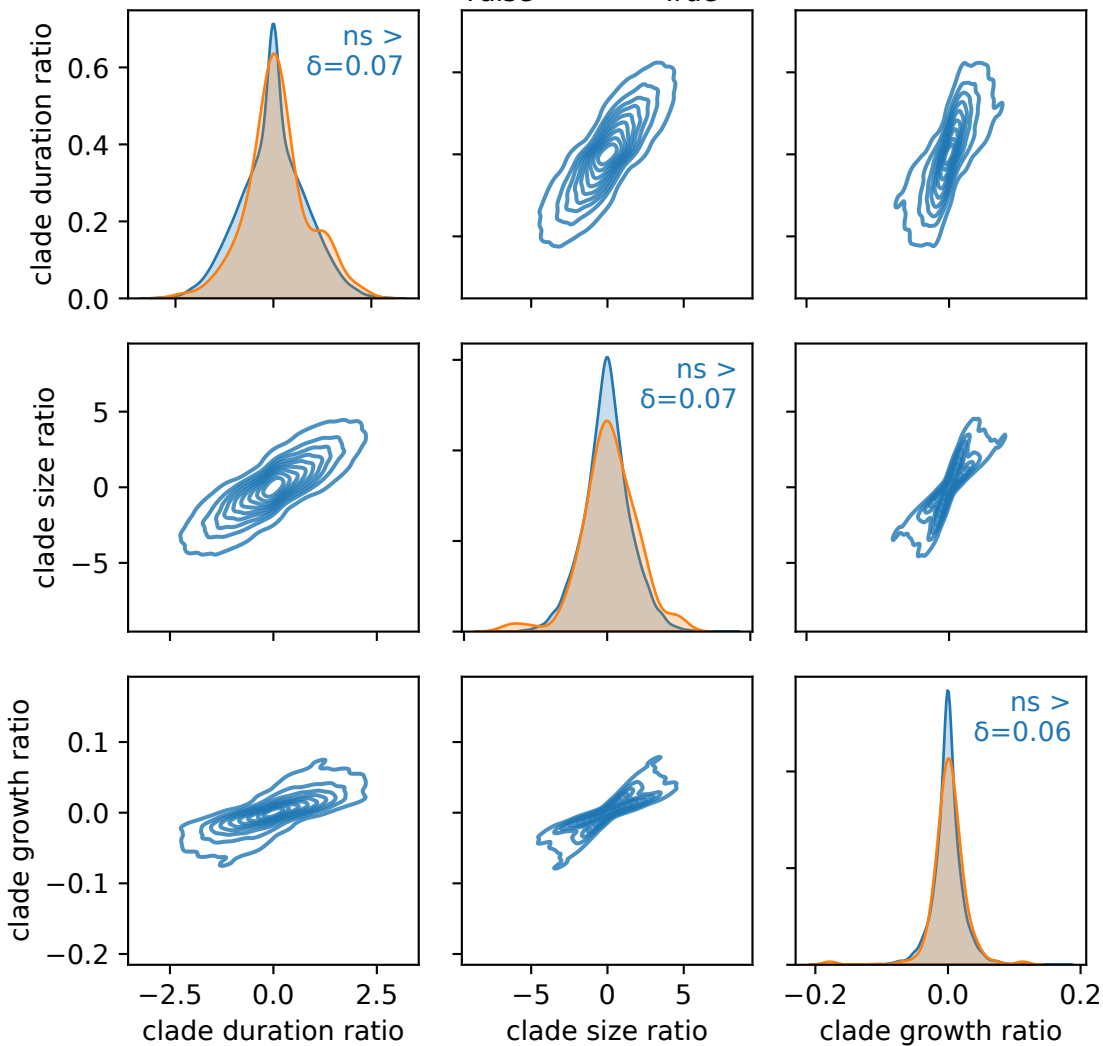 clade duration ratio
0.6
0.4
0.2
0.0
ns >
δ=0.07
clade size ratio
5
0
−5
ns >
δ=0.07
clade growth ratio
0.1
0.0
−0.1
−0.2
ns >
δ=0.06
−2.5 0.0 2.5
−5 0 5
−0.2 0.0 0.2
clade duration ratio
clade size ratio
clade growth ratio